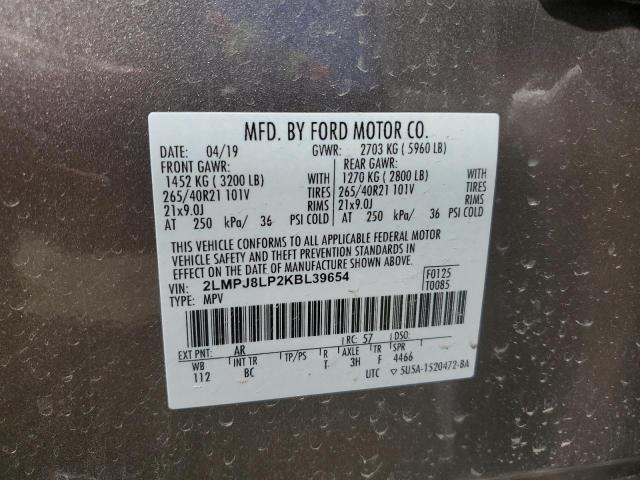 MFD. BY FORD MOTOR CO.
DATE: 04/19 GVWR: 2703 KG ( 5960 LB)
FRONT GAWR: REAR GAWR:
1452 KG ( 3200 LB) WITH 1270 KG ( 2800 LB) WITH
265/40R21 101V TIRES 265/40R21 101V TIRES
21x9.0J RIMS 21x9.0J RIMS
AT 250 kPa/ 36 PSI COLD AT 250 kPa/ 36 PSI COLD
THIS VEHICLE CONFORMS TO ALL APPLICABLE FEDERAL MOTOR
VEHICLE SAFETY AND THEFT PREVENTION STANDARDS IN
EFFECT ON THE DATE OF MANUFACTURE SHOWN ABOVE.
VIN: 2LMPJ8LP2KBL39654 F0125
TYPE: MPV T0085
EXT PNT: AR RC: 57 DSO:
WB INT TR TP/PS R AXLE TR SPR
112 BC T 3H F 4466
UTC ▽ 5U5A-1520472-BA